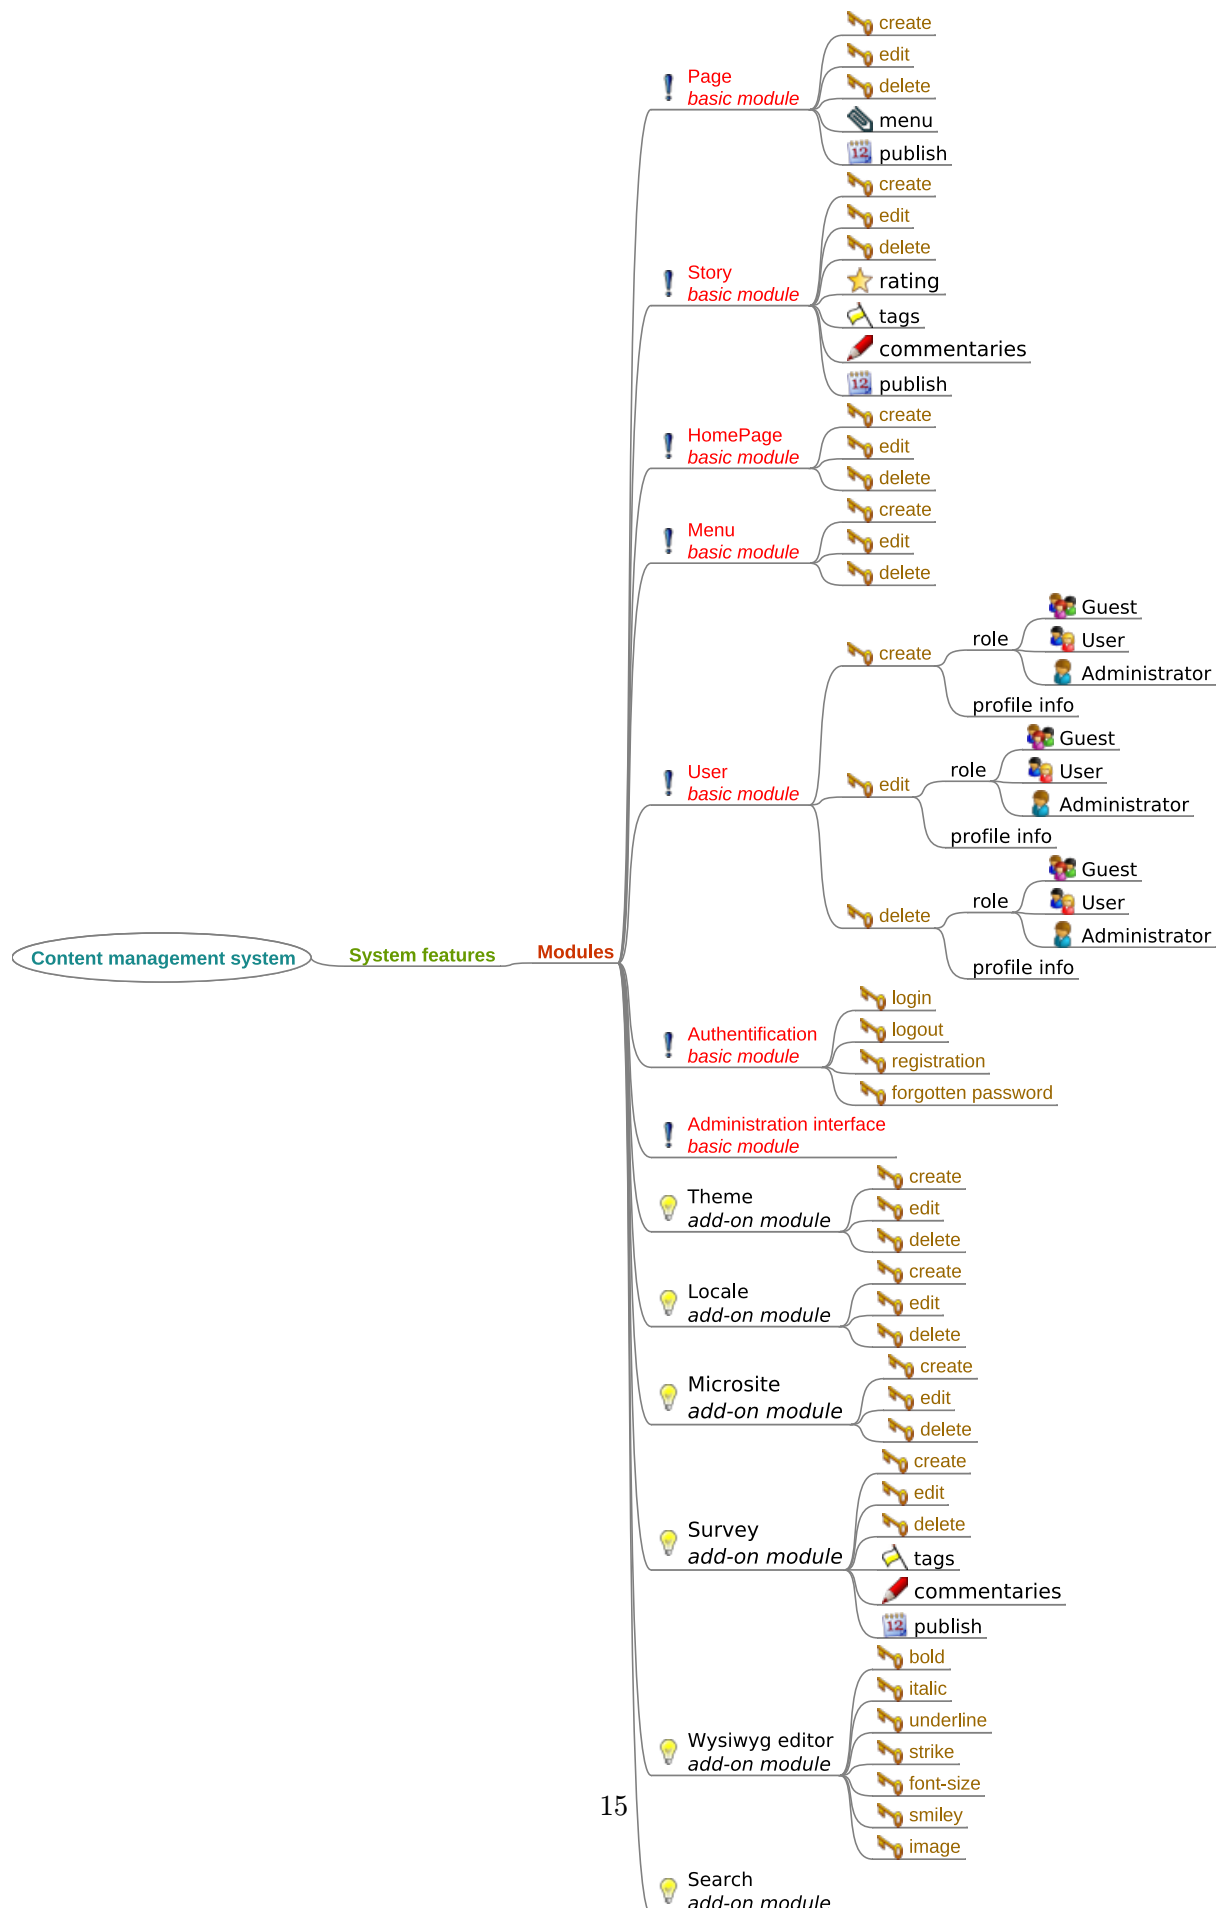 Content management system
System features
Modules
Page
basic module
create
edit
delete
menu
publish
Story
basic module
create
edit
delete
rating
tags
commentaries
publish
HomePage
basic module
create
edit
delete
Menu
basic module
create
edit
delete
User
basic module
create
role
Guest
User
Administrator
profile info
edit
role
Guest
User
Administrator
profile info
delete
role
Guest
User
Administrator
profile info
Authentification
basic module
login
logout
registration
forgotten password
Administration interface
basic module
Theme
add-on module
create
edit
delete
Locale
add-on module
create
edit
delete
Microsite
add-on module
create
edit
delete
Survey
add-on module
create
edit
delete
tags
commentaries
publish
Wysiwyg editor
add-on module
bold
italic
underline
strike
font-size
smiley
image
15
Search
add-on module